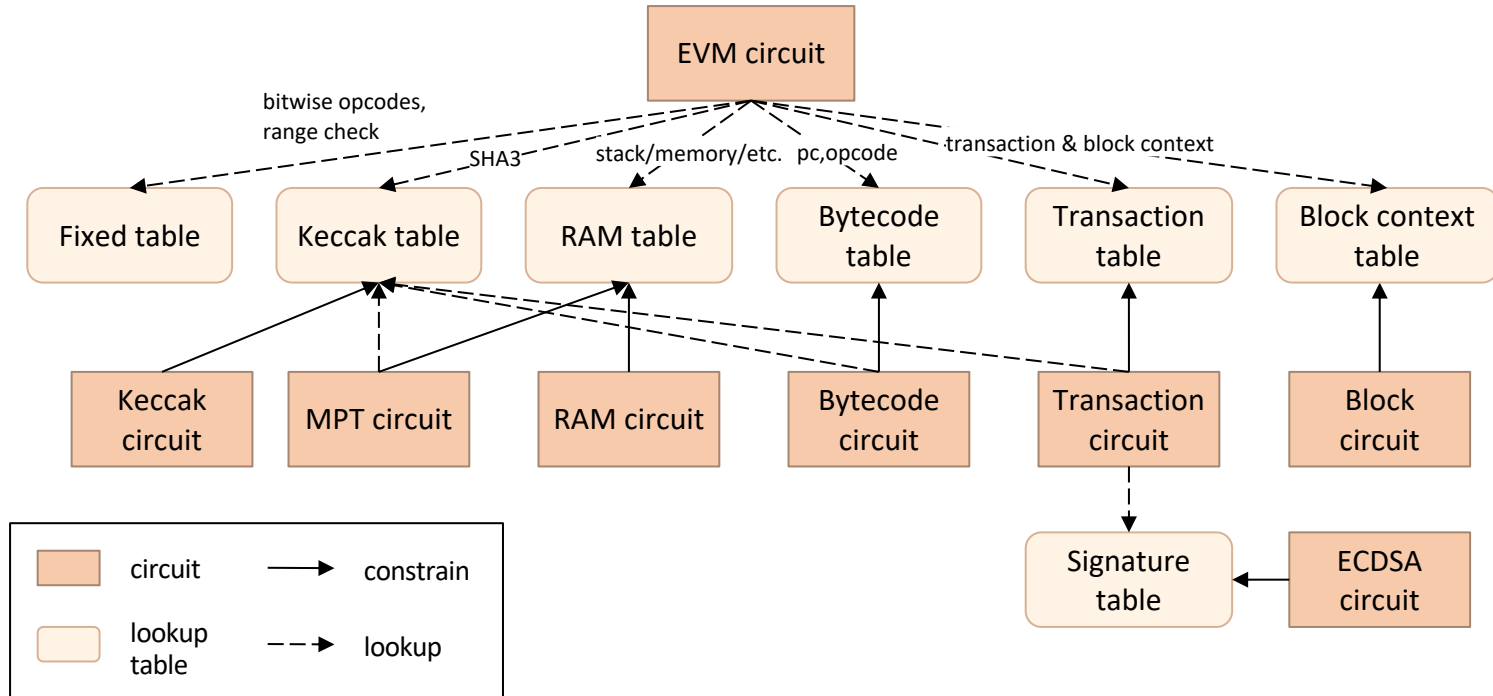 EVM circuit
bitwise opcodes,
range check
SHA3
stack/memory/etc.
pc,opcode
transaction & block context
Fixed table
Keccak table
RAM table
Bytecode
table
Transaction
table
Block context
table
Keccak
circuit
MPT circuit
RAM circuit
Bytecode
circuit
Transaction
circuit
Block
circuit
Signature
table
ECDSA
circuit
circuit
constrain
lookup
table
lookup